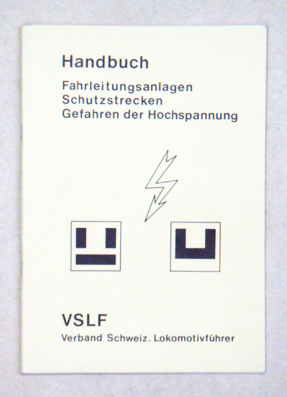 Handbuch
Fahrleitungsanlagen
Schutzstrecken
Gefahren der Hochspannung
VSLF
Verband Schweiz. Lokomotivführer